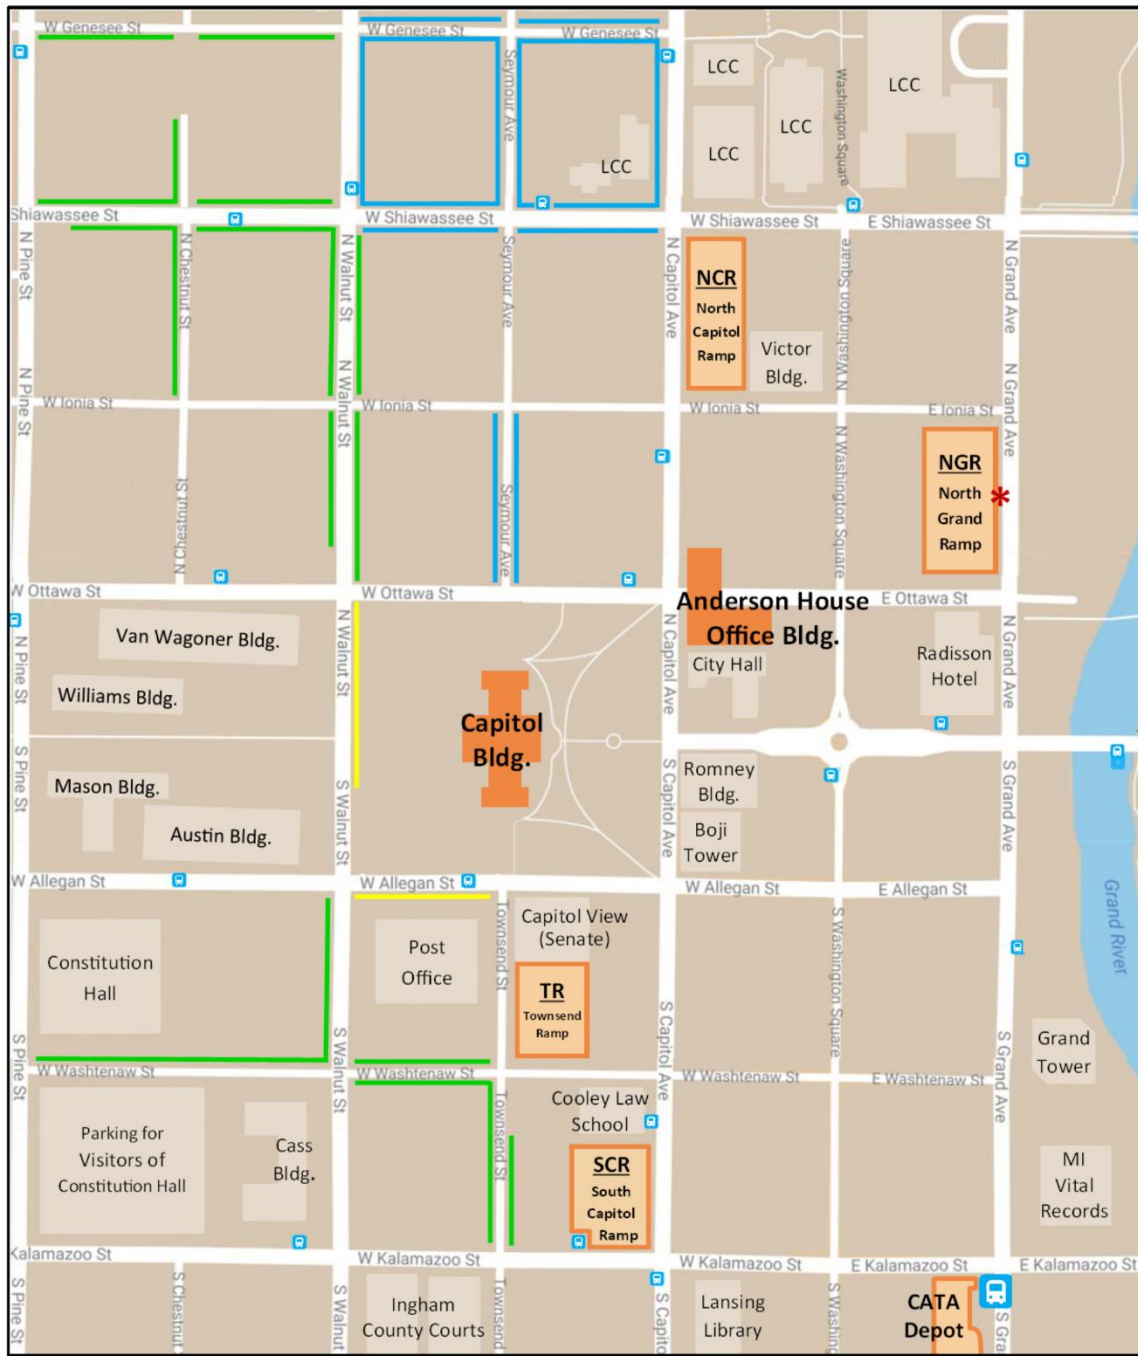 W Genesee St
W Genesee St
W Genesee St
Seymour Ave
LCC
LCC
LCC
LCC
LCC
Washington Square
Shiawassee St
W Shiawassee St
W Shiawassee St
E Shiawassee St
N Pine St
N Chestnut St
N Walnut St
Seymour Ave
N Capitol Ave
N Washington Square
N Grand Ave
NCR
North
Capitol
Ramp
Victor
Bldg.
N Pine St
N Walnut St
N Grand Ave
W Ionia St
W Ionia St
W Ionia St
E Ionia St
N Chestnut St
Seymour Ave
N Washington Square
NGR
North
Grand
Ramp
*
W Ottawa St
W Ottawa St
E Ottawa St
Anderson House
Office Bldg.
City Hall
Radisson
Hotel
Van Wagoner Bldg.
Williams Bldg.
N Pine St
N Walnut St
N Capitol Ave
N Grand Ave
Capitol
Bldg.
Mason Bldg.
Austin Bldg.
S Pine St
S Walnut St
S Capitol Ave
S Grand Ave
Romney
Bldg.
Boji
Tower
W Allegan St
W Allegan St
W Allegan St
E Allegan St
Grand River
Constitution
Hall
Post
Office
Townsend St
Capitol View
(Senate)
TR
Townsend
Ramp
S Washington Square
S Pine St
S Walnut St
S Capitol Ave
S Grand Ave
Grand
Tower
W Washtenaw St
W Washtenaw St
W Washtenaw St
E Washtenaw St
Parking for
Visitors of
Constitution Hall
Cass
Bldg.
Townsend St
Cooley Law
School
SCR
South
Capitol
Ramp
MI
Vital
Records
Kalamazoo St
W Kalamazoo St
W Kalamazoo St
E Kalamazoo St
E Kalamazoo St
S Pine St
S Chestnut
S Walnut
Ingham
County Courts
Townsend
S Capito
Lansing
Library
S Washing
CATA
Depot
S Gra